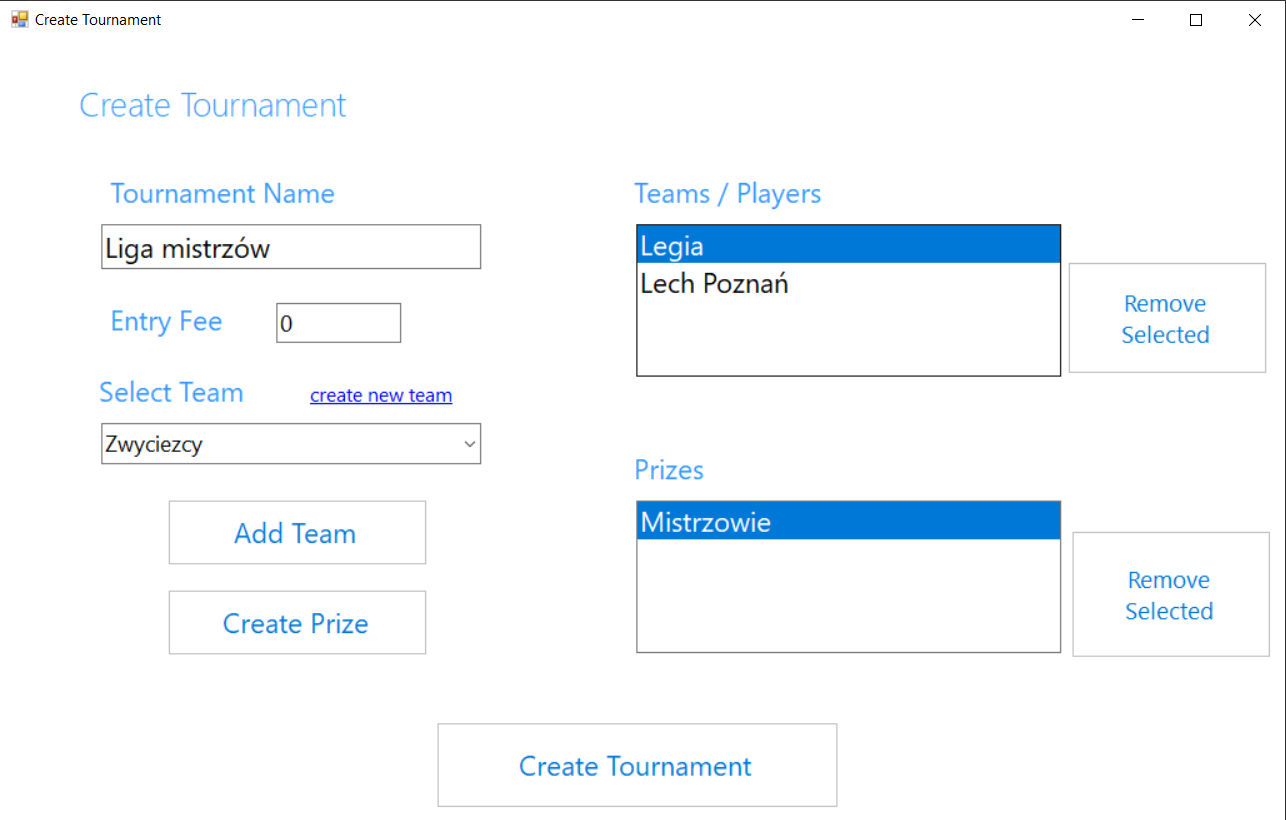 Create Tournament
Create Tournament
Tournament Name
Liga mistrzów
Entry Fee
0
Select Team
create new team
Zwyciezcy
Add Team
Create Prize
Teams / Players
Legia
Lech Poznań
Remove
Selected
Prizes
Mistrzowie
Remove
Selected
Create Tournament